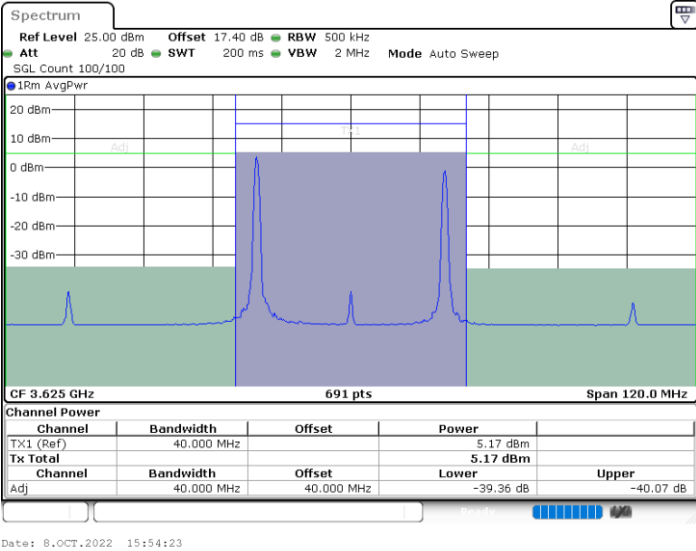 Spectrum
Ref Level 25.00 dBm Offset 17.40 dB RBW 500 kHz
Att 20 dB SWT 200 ms VBW 2 MHz Mode Auto Sweep
SGL Count 100/100
1Rm AvgPwr
20 dBm
TX1
10 dBm
Adj Adj
0 dBm
-10 dBm
-20 dBm
-30 dBm
CF 3.625 GHz 691 pts Span 120.0 MHz
Channel Power
Channel Bandwidth Offset Power
TX1 (Ref) 40.000 MHz 5.17 dBm
Tx Total 5.17 dBm
Channel Bandwidth Offset Lower Upper
Adj 40.000 MHz 40.000 MHz -39.36 dB -40.07 dB
Ready
Date: 8.OCT.2022 15:54:23